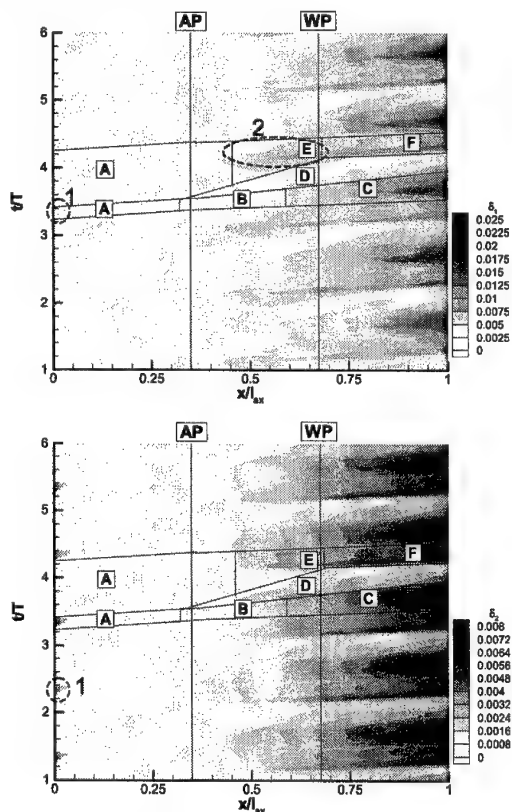 AP WP
6
5
4
3
2
1
t/T
2
1
A
A
B
C
D
E
F
δ₁
0.025
0.0225
0.02
0.0175
0.015
0.0125
0.01
0.0075
0.005
0.0025
0
0 0.25 0.5 0.75 1
x/lax
AP WP
6
5
4
3
2
1
t/T
1
A
A
B
C
D
E
F
δ₂
0.008
0.0072
0.0064
0.0056
0.0048
0.004
0.0032
0.0024
0.0016
0.0008
0
0 0.25 0.5 0.75 1
x/lax